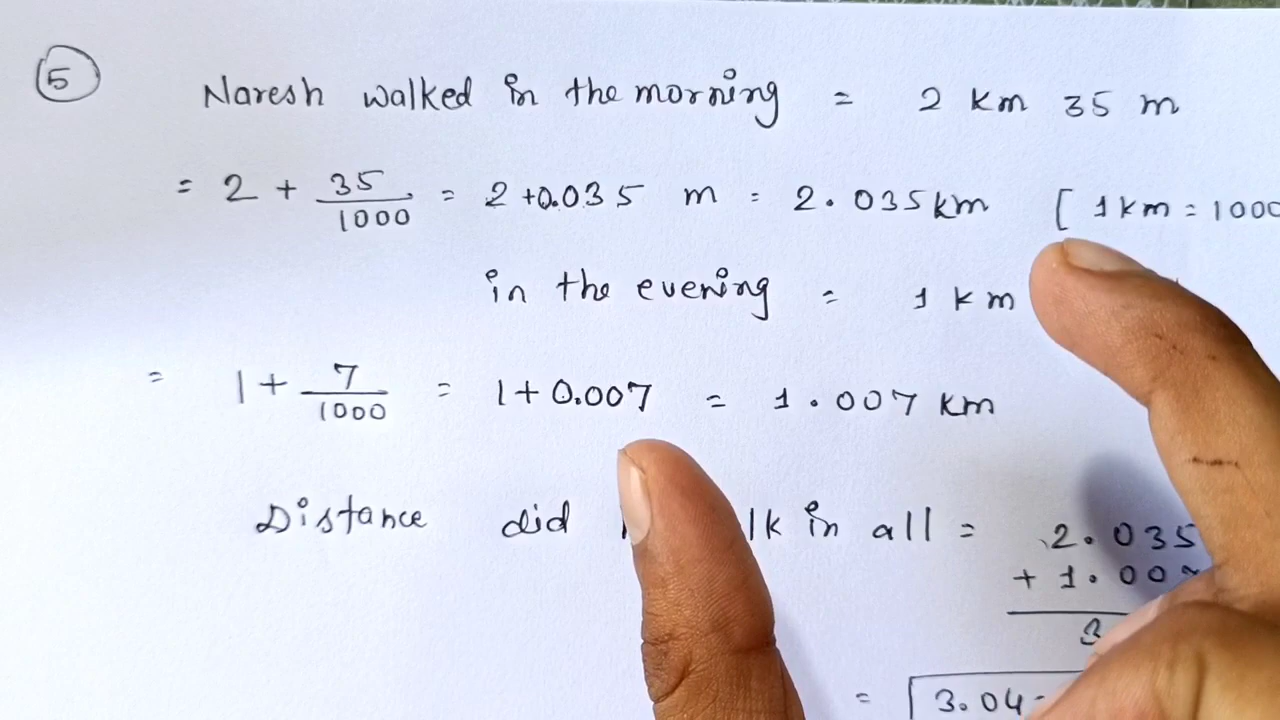 5 Naresh walked in the morning = 2 Km 35 m
= 2 + 35/1000 = 2 + 0.035 m = 2.035 km [ 1 km = 1000
in the evening = 1 km
= 1 + 7/1000 = 1 + 0.007 = 1.007 km
Distance did in all = 2.035
+ 1.00
3
= 3.04